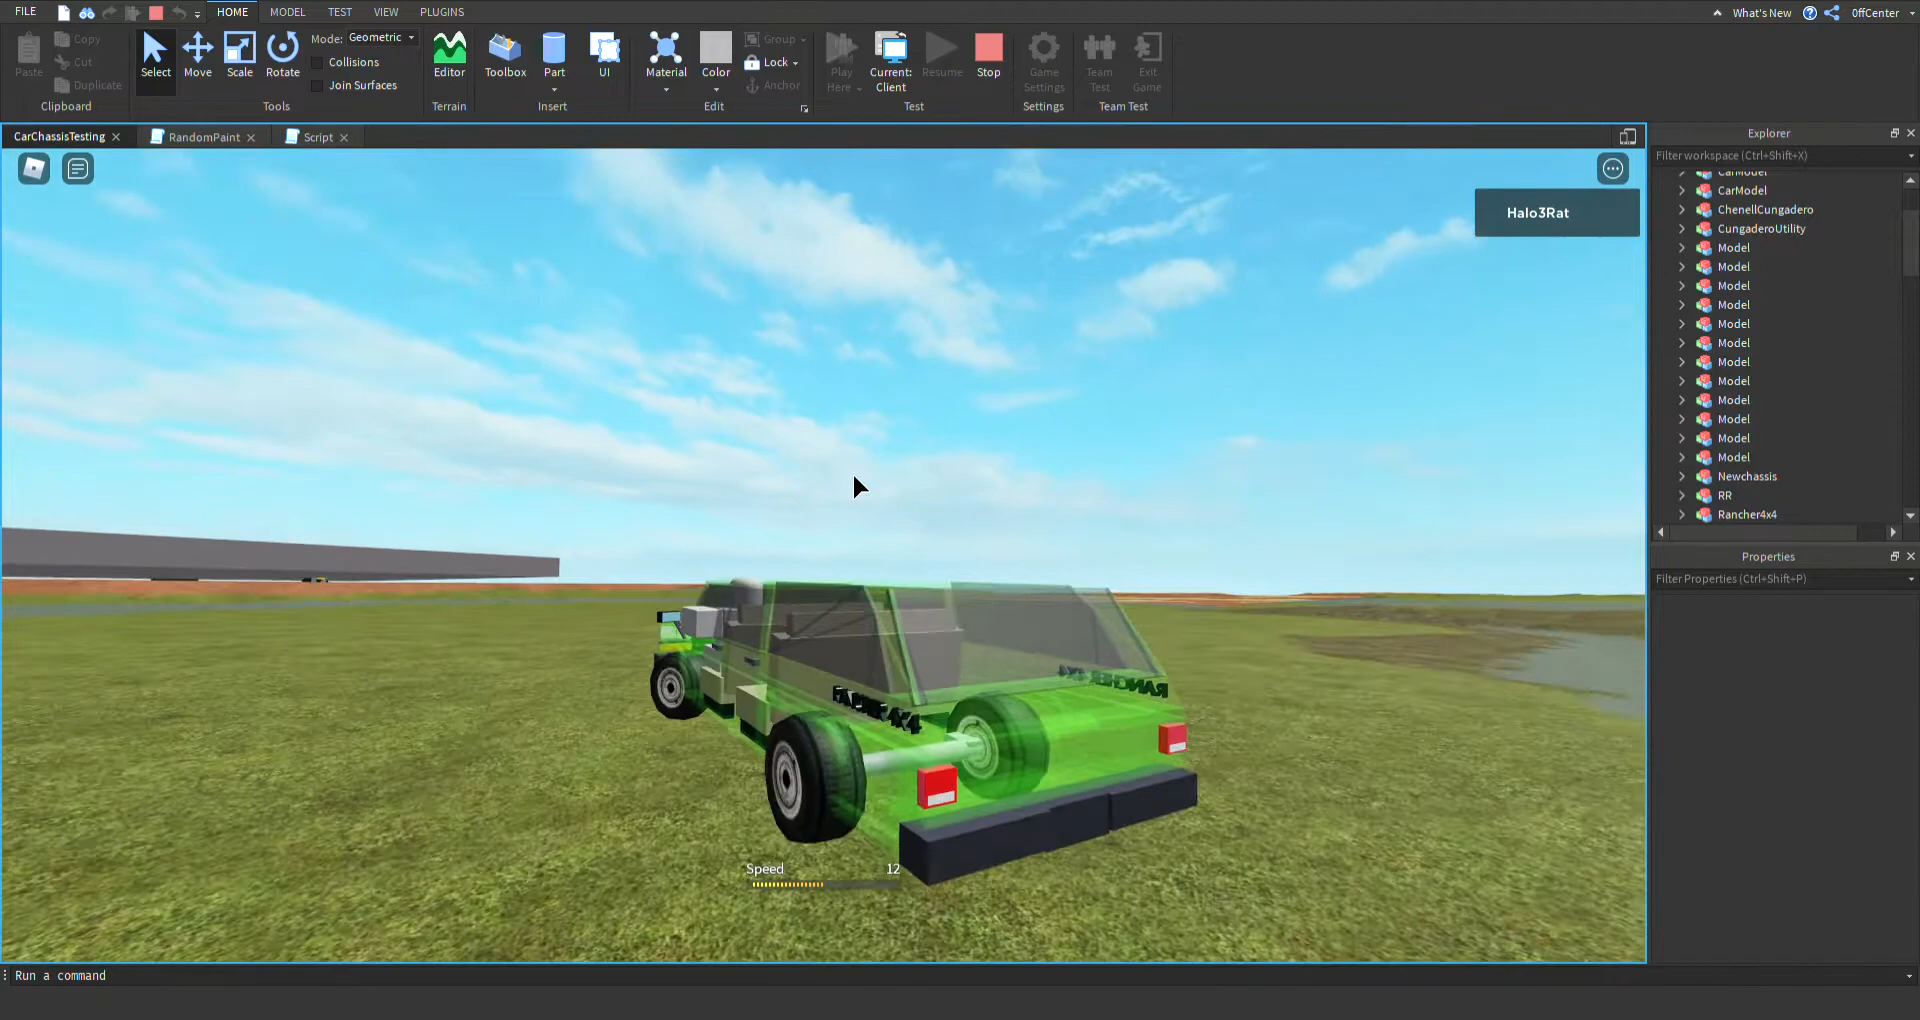 FILE HOME MODEL TEST VIEW PLUGINS What's New OffCenter
Paste Copy Cut Duplicate
Select Move Scale Rotate
Mode: Geometric
Collisions
Join Surfaces
Editor
Toolbox Part UI
Material Color
Group Lock Anchor
Play Here
Current: Client
Resume Stop
Game Settings
Team Test
Exit Game
Clipboard Tools Terrain Insert Edit Test Settings Team Test
CarChassisTesting RandomPaint Script
Halo3Rat
RANCHER 4X4
Speed 12
Explorer
Filter workspace (Ctrl+Shift+X)
CarModel
CarModel
ChenellCungadero
CungaderoUtility
Model
Model
Model
Model
Model
Model
Model
Model
Model
Model
Model
Model
Newchassis
RR
Rancher4x4
Properties
Filter Properties (Ctrl+Shift+P)
Run a command